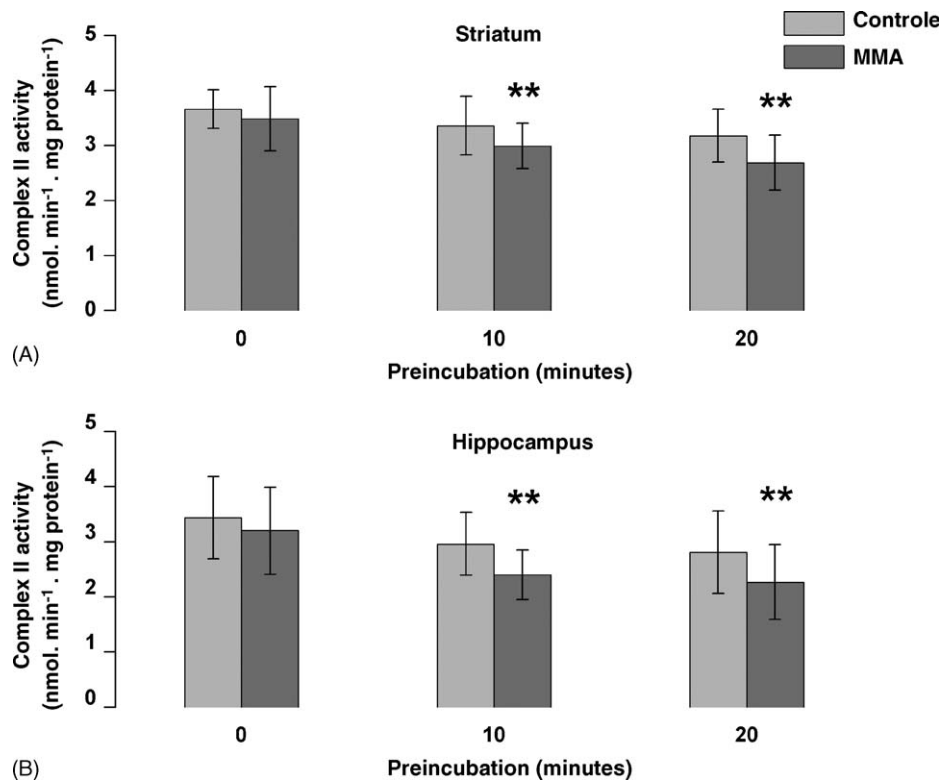 Controle
MMA
Striatum
Complex II activity
(nmol. min⁻¹ . mg protein⁻¹)
5
4
3
2
1
0
**
**
0
10
20
Preincubation (minutes)
(A)
Hippocampus
Complex II activity
(nmol. min⁻¹ . mg protein⁻¹)
5
4
3
2
1
0
**
**
0
10
20
Preincubation (minutes)
(B)